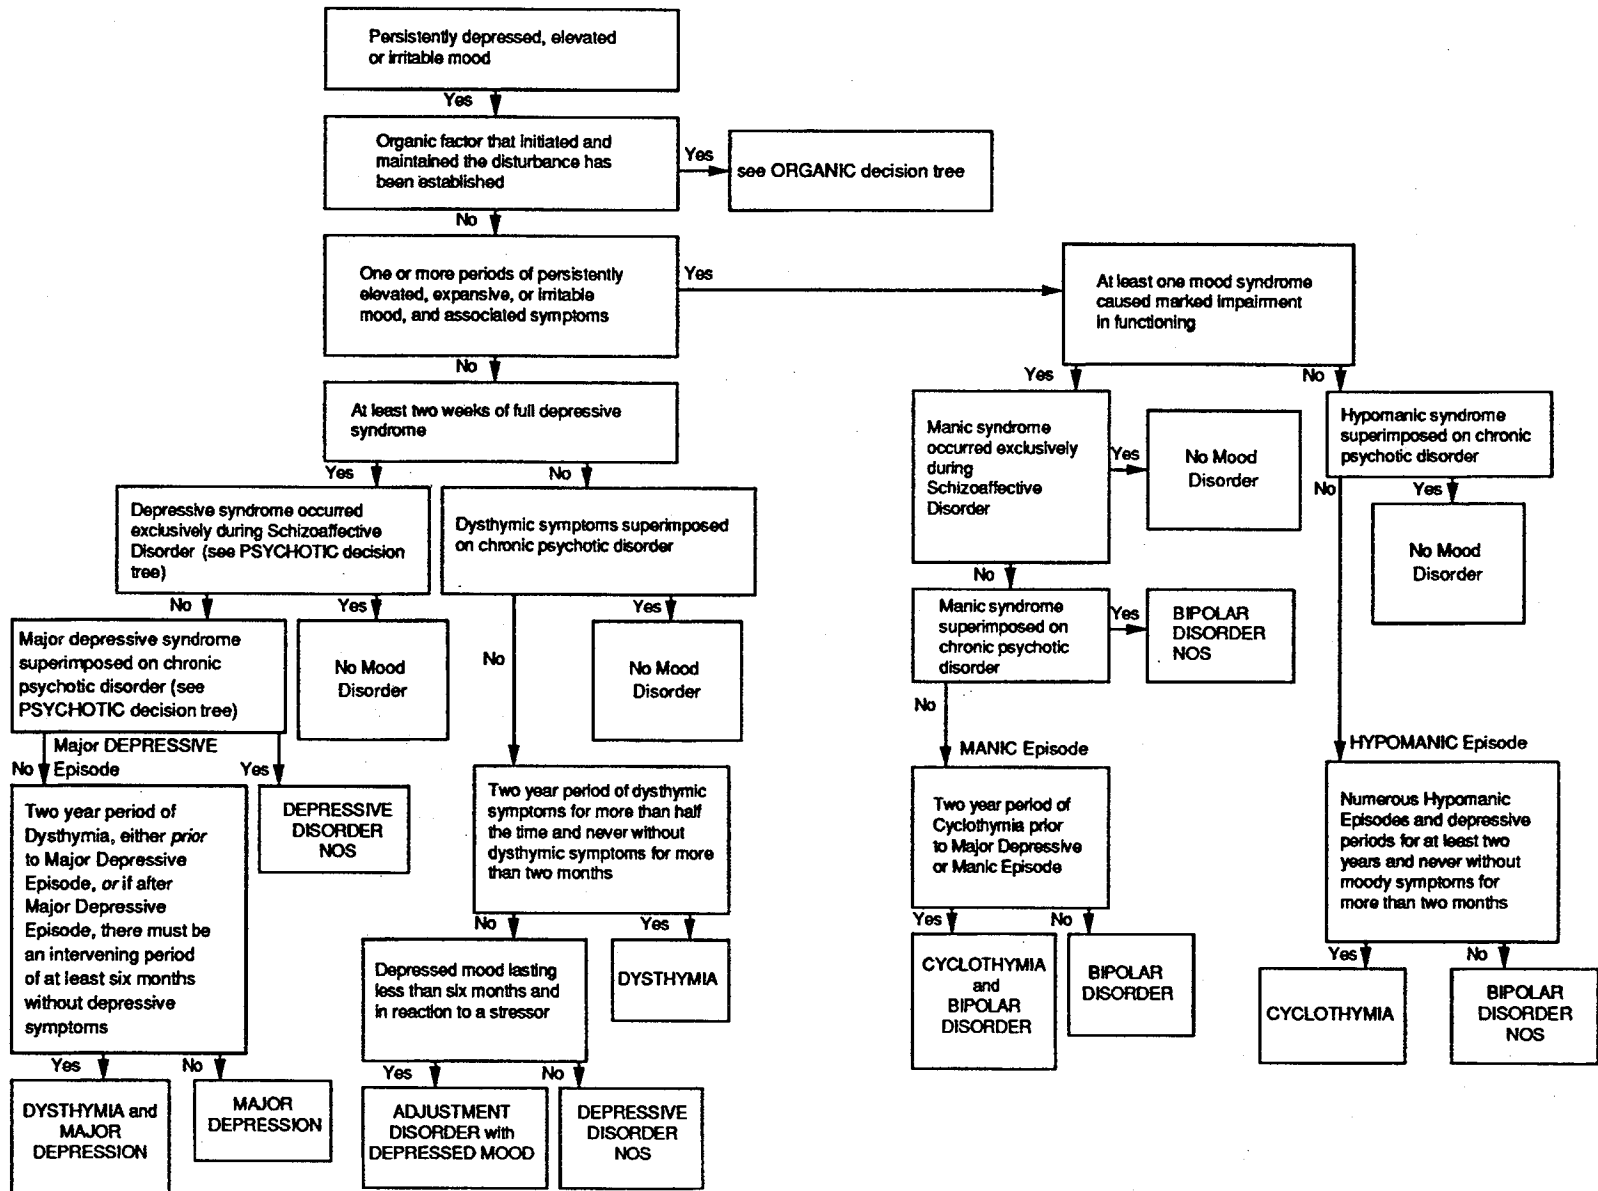 Persistently depressed, elevated
or irritable mood
Yes
Organic factor that initiated and
maintained the disturbance has
been established
Yes
see ORGANIC decision tree
No
One or more periods of persistently
elevated, expansive, or irritable
mood, and associated symptoms
Yes
At least one mood syndrome
caused marked impairment
in functioning
No
At least two weeks of full depressive
syndrome
Yes
No
Depressive syndrome occurred
exclusively during Schizoaffective
Disorder (see PSYCHOTIC decision
tree)
Dysthymic symptoms superimposed
on chronic psychotic disorder
No
Yes
No
Yes
Major depressive syndrome
superimposed on chronic
psychotic disorder (see
PSYCHOTIC decision tree)
No Mood
Disorder
No Mood
Disorder
Major DEPRESSIVE
Episode
No
Yes
Two year period of
Dysthymia, either prior
to Major Depressive
Episode, or if after
Major Depressive
Episode, there must be
an intervening period
of at least six months
without depressive
symptoms
DEPRESSIVE
DISORDER
NOS
Two year period of dysthymic
symptoms for more than half
the time and never without
dysthymic symptoms for more
than two months
No
Yes
Depressed mood lasting
less than six months and
in reaction to a stressor
DYSTHYMIA
Yes
No
Yes
No
DYSTHYMIA and
MAJOR
DEPRESSION
MAJOR
DEPRESSION
ADJUSTMENT
DISORDER with
DEPRESSED MOOD
DEPRESSIVE
DISORDER
NOS
Yes
No
Manic syndrome
occurred exclusively
during
Schizoaffective
Disorder
Yes
No Mood
Disorder
Hypomanic syndrome
superimposed on chronic
psychotic disorder
No
Yes
No Mood
Disorder
No
Manic syndrome
superimposed on
chronic psychotic
disorder
Yes
BIPOLAR
DISORDER
NOS
No
MANIC Episode
HYPOMANIC Episode
Two year period of
Cyclothymia prior
to Major Depressive
or Manic Episode
Numerous Hypomanic
Episodes and depressive
periods for at least two
years and never without
moody symptoms for
more than two months
Yes
No
Yes
No
CYCLOTHYMIA
and
BIPOLAR
DISORDER
BIPOLAR
DISORDER
CYCLOTHYMIA
BIPOLAR
DISORDER
NOS